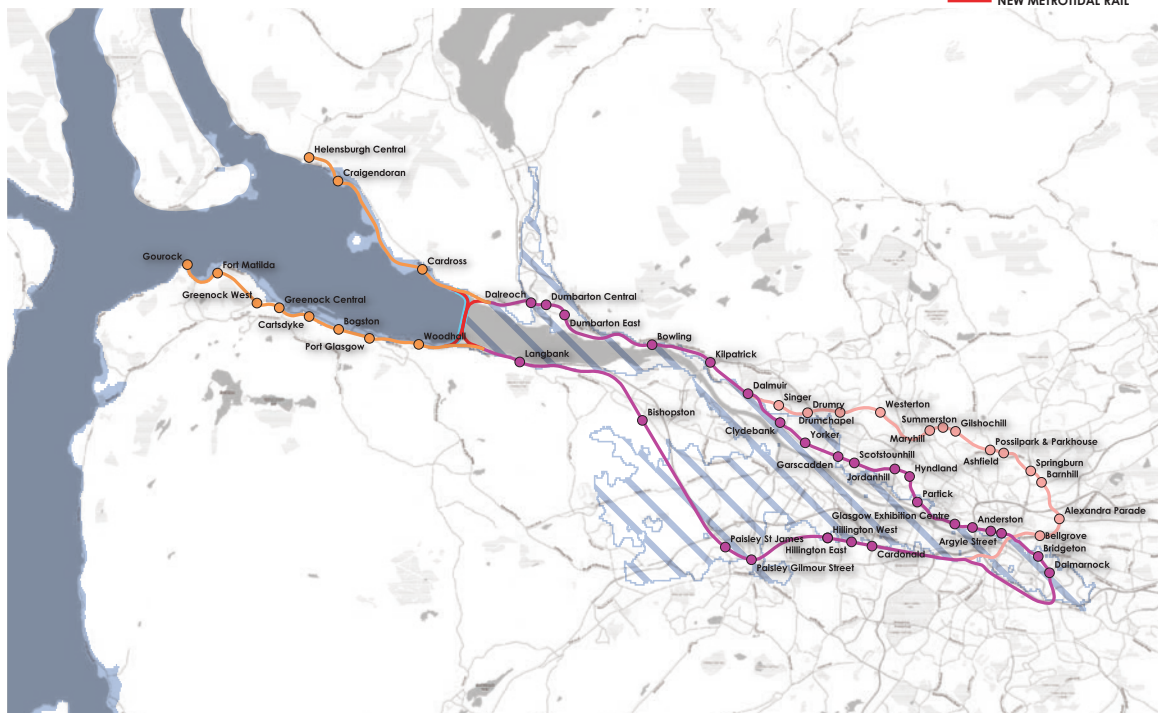 NEW METROTIDAL RAIL
Helensburgh Central
Craigendoran
Cardross
Gourock
Fort Matilda
Greenock West
Greenock Central
Cartsdyke
Bogston
Port Glasgow
Woodhall
Langbank
Dalreoch
Dumbarton Central
Dumbarton East
Bowling
Kilpatrick
Dalmuir
Singer
Drumry
Drumchapel
Westerton
Summerston
Gilshochill
Maryhill
Possilpark & Parkhouse
Ashfield
Springburn
Barnhill
Alexandra Parade
Bellgrove
Bridgeton
Dalmarnock
Clydebank
Yorker
Garscadden
Scotstounhill
Jordanhill
Hyndland
Partick
Glasgow Exhibition Centre
Anderston
Argyle Street
Bishopston
Paisley St James
Paisley Gilmour Street
Hillington West
Hillington East
Cardonald